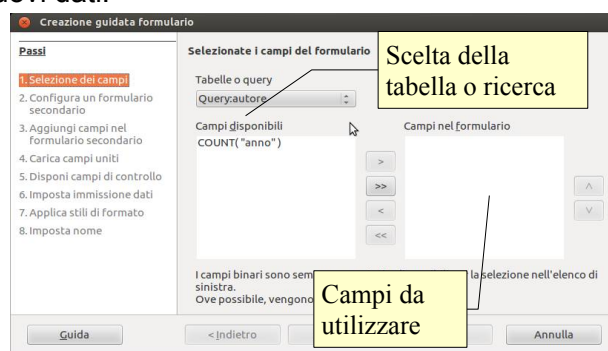 Creazione guidata formulario
Passi
Selezionate i campi del formulario
Scelta della
tabella o ricerca
1. Selezione dei campi
2. Configura un formulario
secondario
3. Aggiungi campi nel
formulario secondario
4. Carica campi uniti
5. Disponi campi di controllo
6. Imposta immissione dati
7. Applica stili di formato
8. Imposta nome
Tabelle o query
Query:autore
Campi disponibili
Campi nel formulario
COUNT( "anno" )
>
>>
<
<<
I campi binari sono la selezione nell'elenco di
sinistra.
Ove possibile, vengono
Campi da
utilizzare
Guida
< Indietro
Annulla